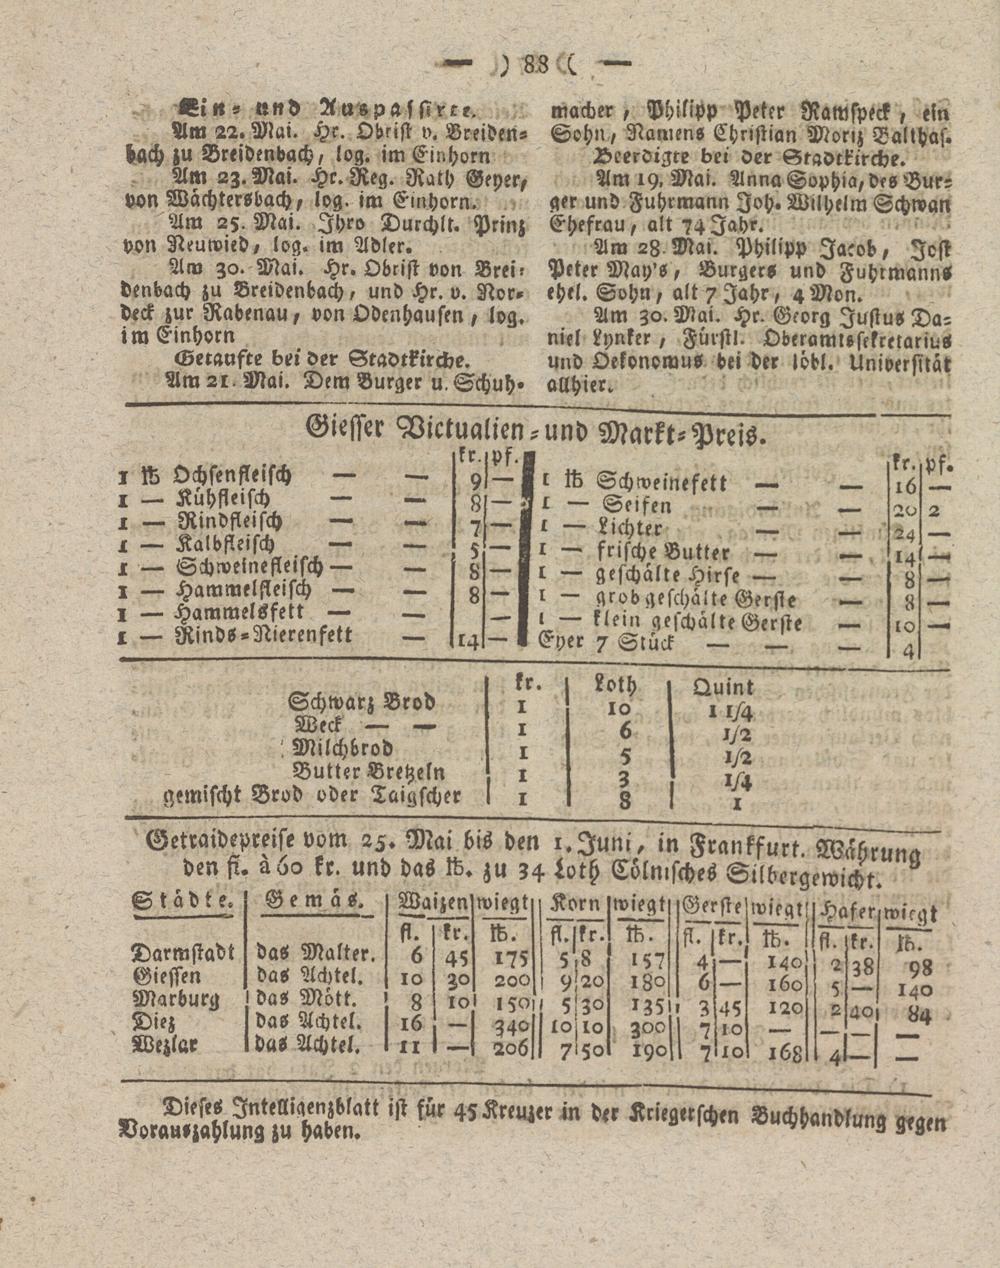 — ) 88 ( —
Ein- und Auspassirte.
Am 22. Mai. Hr. Obrist v. Breiden-
bach zu Breidenbach, log. im Einhorn
Am 23. Mai. Hr. Reg. Rath Geyer,
von Wächtersbach, log. im Einhorn.
Am 25. Mai. Ihro Durchlt. Prinz
von Neuwied, log. im Adler.
Am 30. Mai. Hr. Obrist von Brei-
denbach zu Breidenbach, und Hr. v. Nor-
deck zur Rabenau, von Odenhausen, log.
im Einhorn
Getaufte bei der Stadtkirche.
Am 21. Mai. Dem Burger u. Schuh-
macher, Philipp Peter Ramspeck, ein
Sohn, Namens Christian Moriz Balthas.
Beerdigte bei der Stadtkirche.
Am 19. Mai. Anna Sophia, des Bur-
ger und Fuhrmann Joh. Wilhelm Schwan
Ehefrau, alt 74 Jahr.
Am 28. Mai. Philipp Jacob, Jost
Peter May's, Burgers und Fuhrmanns
ehel. Sohn, alt 7 Jahr, 4 Mon.
Am 30. Mai. Hr. Georg Justus Da-
niel Lynker, Fürstl. Oberamtssekretarius
und Oekonomus bei der löbl. Universität
allhier.
Giesser Victualien- und Markt-Preis.
kr. pf.
1 ℔ Ochsenfleisch — — 9 —
1 — Kühfleisch — — 8 —
1 — Rindfleisch — — 7 —
1 — Kalbfleisch — — 5 —
1 — Schweinefleisch — — 8 —
1 — Hammelfleisch — — 8 —
1 — Hammelsfett — —
1 — Rinds-Nierenfett — 14 —
kr. pf.
1 ℔ Schweinefett — — 16 —
1 — Seifen — — 20 2
1 — Lichter — — 24 —
1 — frische Butter — — 14 —
1 — geschälte Hirse — — 8 —
1 — grob geschälte Gerste — 8 —
1 — klein geschälte Gerste — 10 —
Eyer 7 Stück — — — 4
kr. Loth Quint
Schwarz Brod 1 10 1 1/4
Weck — — 1 6 1/2
Milchbrod 1 5 1/2
Butter Bretzeln 1 3 1/4
gemischt Brod oder Taigscher 1 8 1
Getraidepreise vom 25. Mai bis den 1. Juni, in Frankfurt. Währung
den fl. à 60 kr. und das ℔. zu 34 Loth Cölnisches Silbergewicht.
Städte. Gemäs. Waizen wiegt Korn wiegt Gerste wiegt Hafer wiegt
fl. kr. ℔. fl. kr. ℔. fl. kr. ℔. fl. kr. ℔.
Darmstadt das Malter. 6 45 175 5 8 157 4 — 140 2 38 98
Giessen das Achtel. 10 30 200 9 20 180 6 — 160 5 — 140
Marburg das Mött. 8 10 150 5 30 135 3 45 120 2 40 84
Diez das Achtel. 16 — 340 10 10 300 7 10 — — — —
Wezlar das Achtel. 11 — 206 7 50 190 7 10 168 4 — —
Dieses Intelligenzblatt ist für 45 Kreuzer in der Kriegerschen Buchhandlung gegen
Vorauszahlung zu haben.